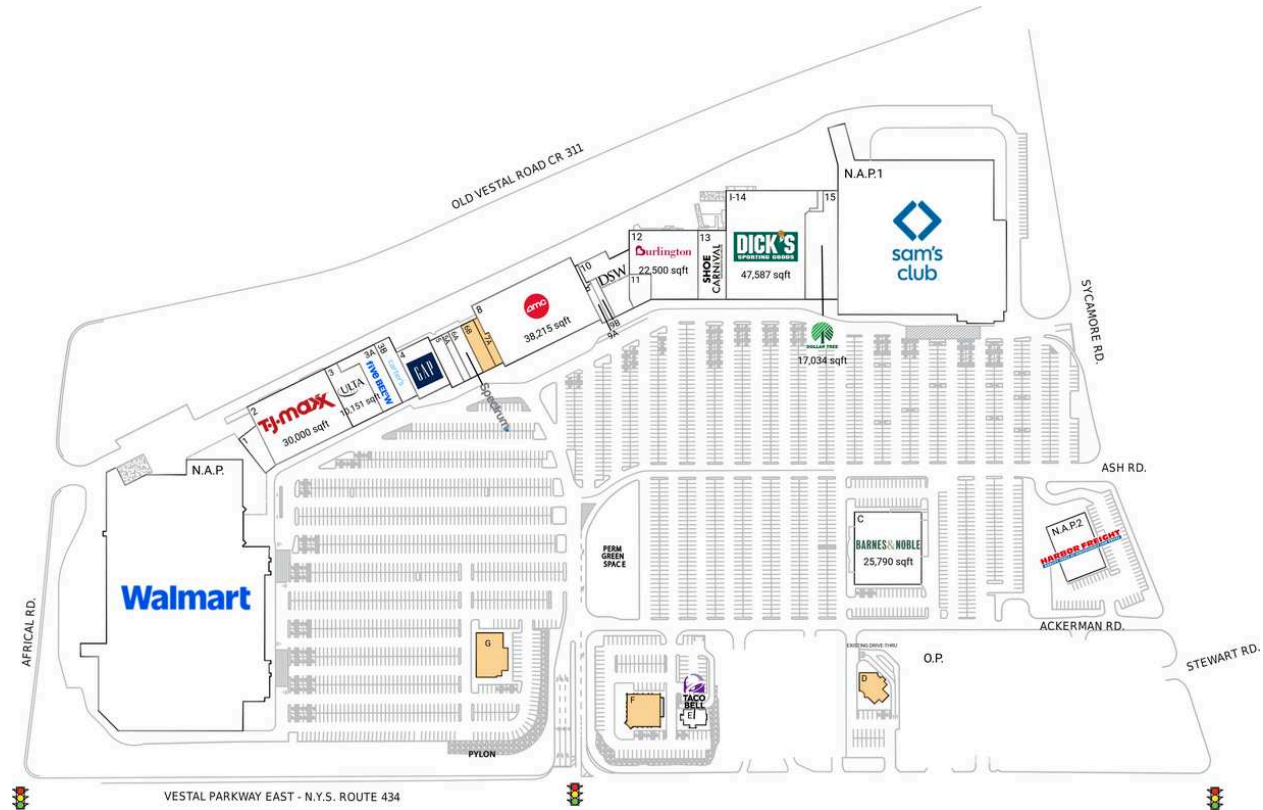 OLD VESTAL ROAD CR 311
N.A.P.1
sam's
club
I-14
15
DICK'S
SPORTING GOODS
47,587 sqft
12
Burlington
22,500 sqft
11
13
SHOE
CARNIVAL
10
DSW
9B
9A
8
amc
38,215 sqft
DOLLAR TREE
17,034 sqft
SYCAMORE RD.
7A
6B
6A
5A
5
Spectrum
4
GAP
3B
carter's
3A
five BELOW
3
ULTA
10,151 sqft
2
T•J•maxx
30,000 sqft
1
N.A.P.
Walmart
AFRICAL RD.
ASH RD.
PERM
GREEN
SPACE
C
BARNES&NOBLE
25,790 sqft
N.A.P.2
HARBOR FREIGHT
ACKERMAN RD.
STEWART RD.
EXISTING DRIVE-THRU
O.P.
G
F
TACO
BELL
E
D
PYLON
VESTAL PARKWAY EAST - N.Y.S. ROUTE 434